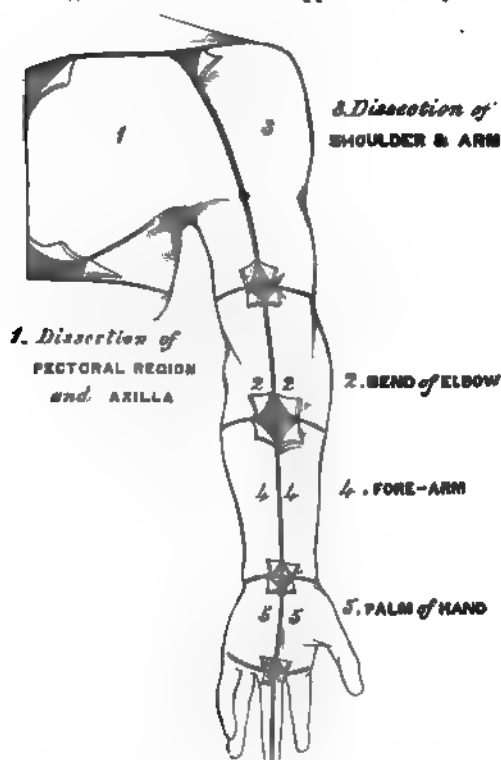 1
3
3. Dissection of
SHOULDER & ARM
1. Dissection of
PECTORAL REGION
and AXILLA
2 2
2. BEND of ELBOW
4 4
4. FORE-ARM
5 5
5. PALM of HAND